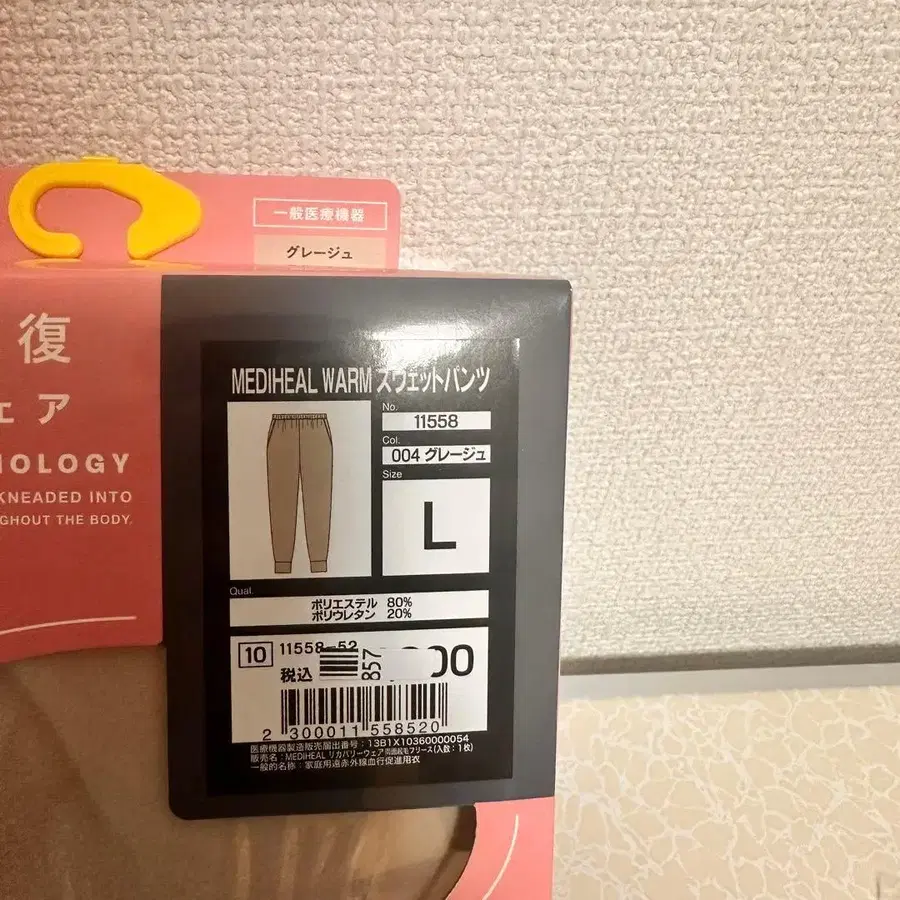 一般医療機器
グレージュ
復
ェア
NOLOGY
KNEADED INTO
GHOUT THE BODY.
MEDIHEAL WARM スウェットパンツ
No.
11558
Col.
004 グレージュ
Size
L
Qual.
ポリエステル 80%
ポリウレタン 20%
10 11558-52
税込 857 00
2 300011 558520
医療機器製造販売届出番号：13B1X10360000054
販売名：MEDIHEAL リカバリーウェア両面起毛フリース(入数：1枚)
一般的名称：家庭用遠赤外線血行促進用衣